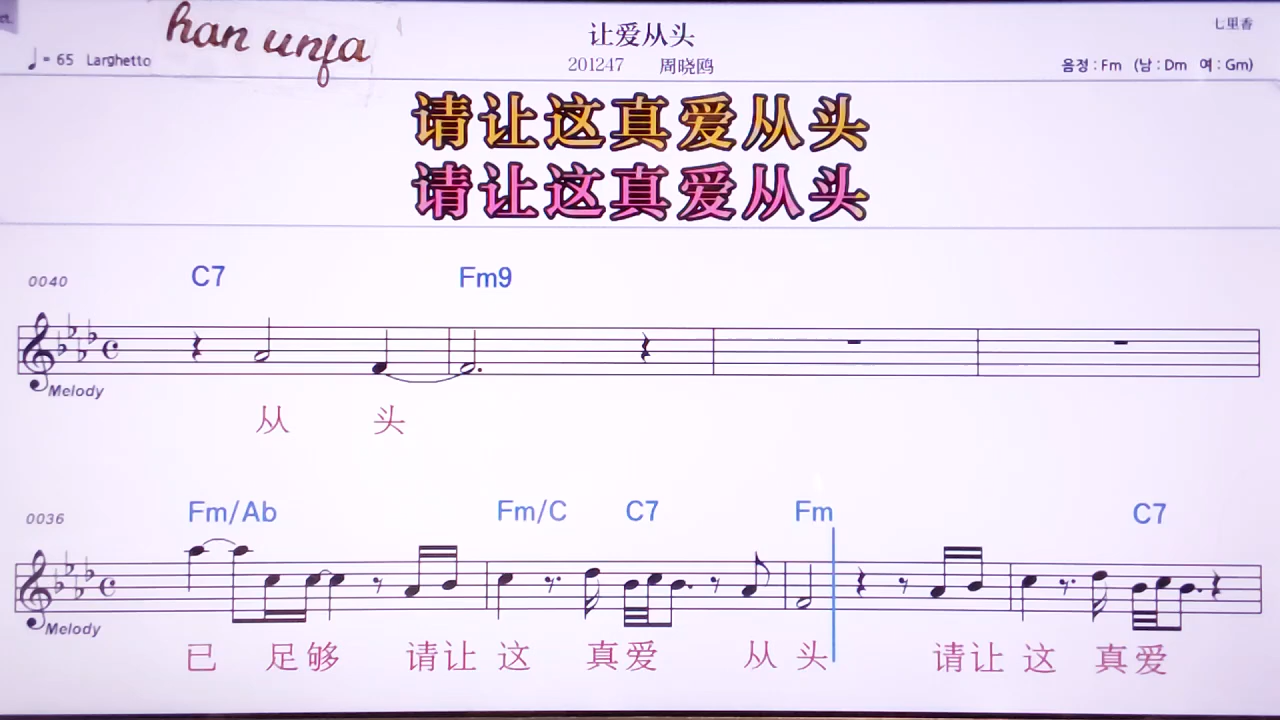 han unja
让爱从头
七里香
= 65 Larghetto
201247 周晓鸥
음정 : Fm (남 : Dm 여 : Gm)
请让这真爱从头
请让这真爱从头
0040
C7 Fm9
Melody
从 头
0036
Fm/Ab Fm/C C7 Fm C7
Melody
已 足够 请让 这 真爱 从 头 请让 这 真爱